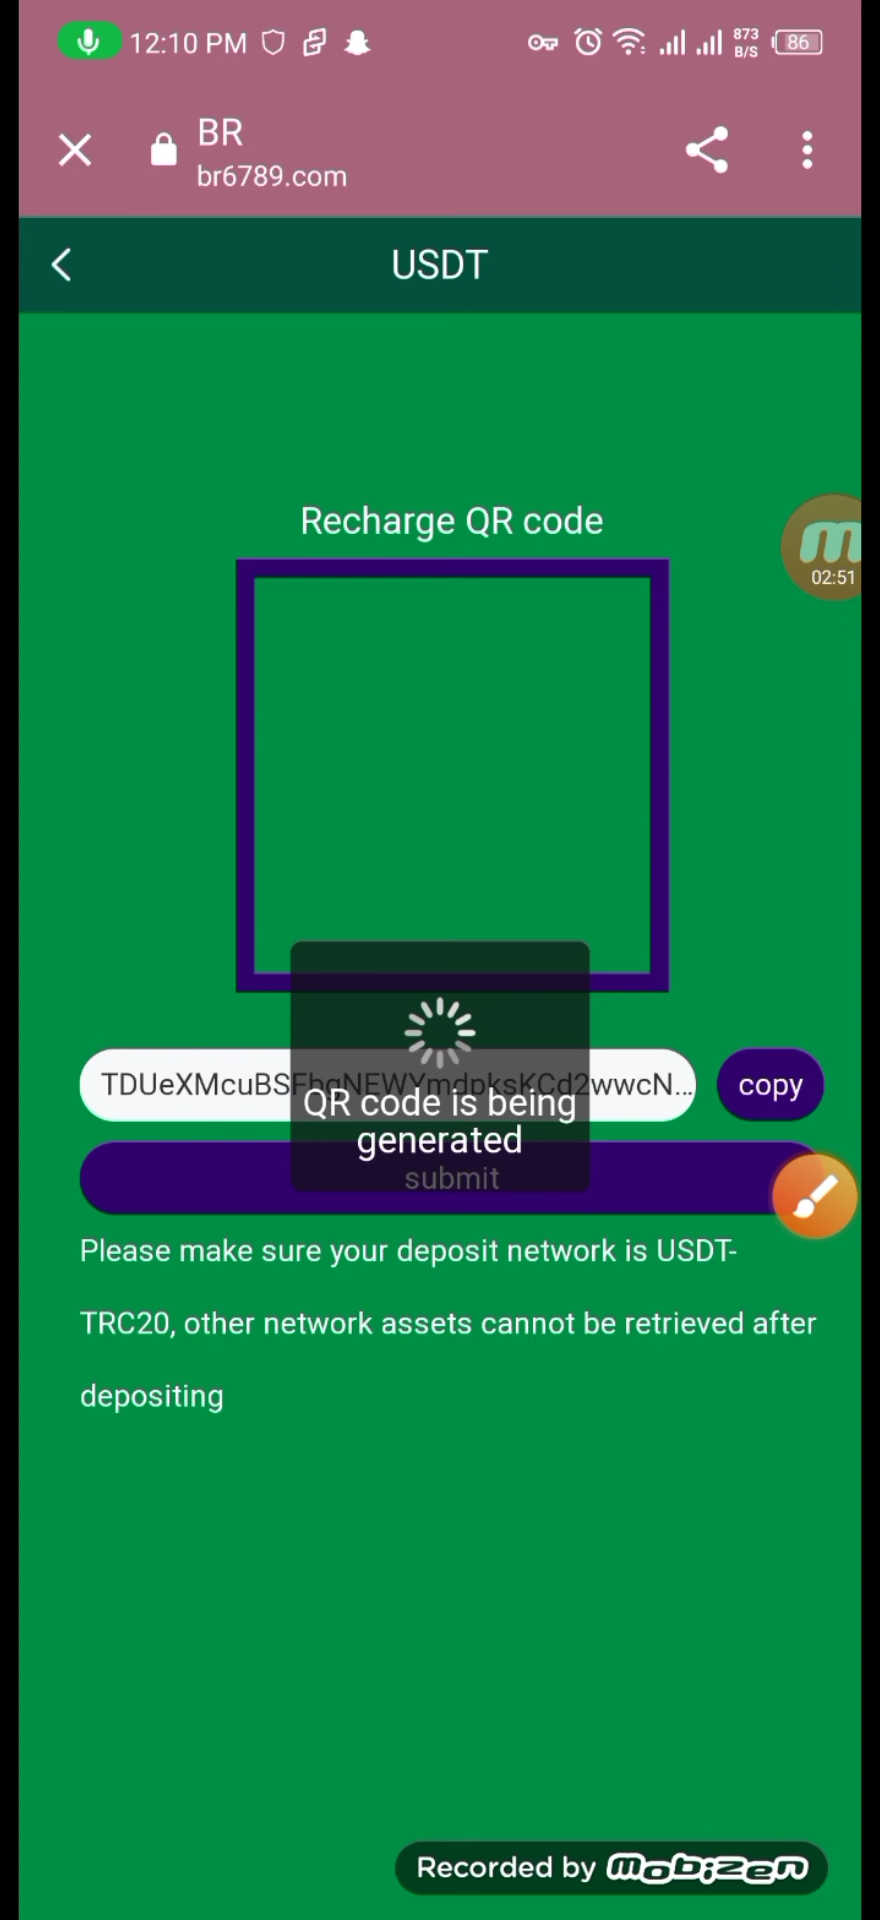 12:10 PM
873
B/S
86
BR
br6789.com
USDT
Recharge QR code
m
02:51
TDUeXMcuBSFhgNEWYmdpksKCd2wwcN...
copy
QR code is being
generated
submit
Please make sure your deposit network is USDT-
TRC20, other network assets cannot be retrieved after
depositing
Recorded by mobizen